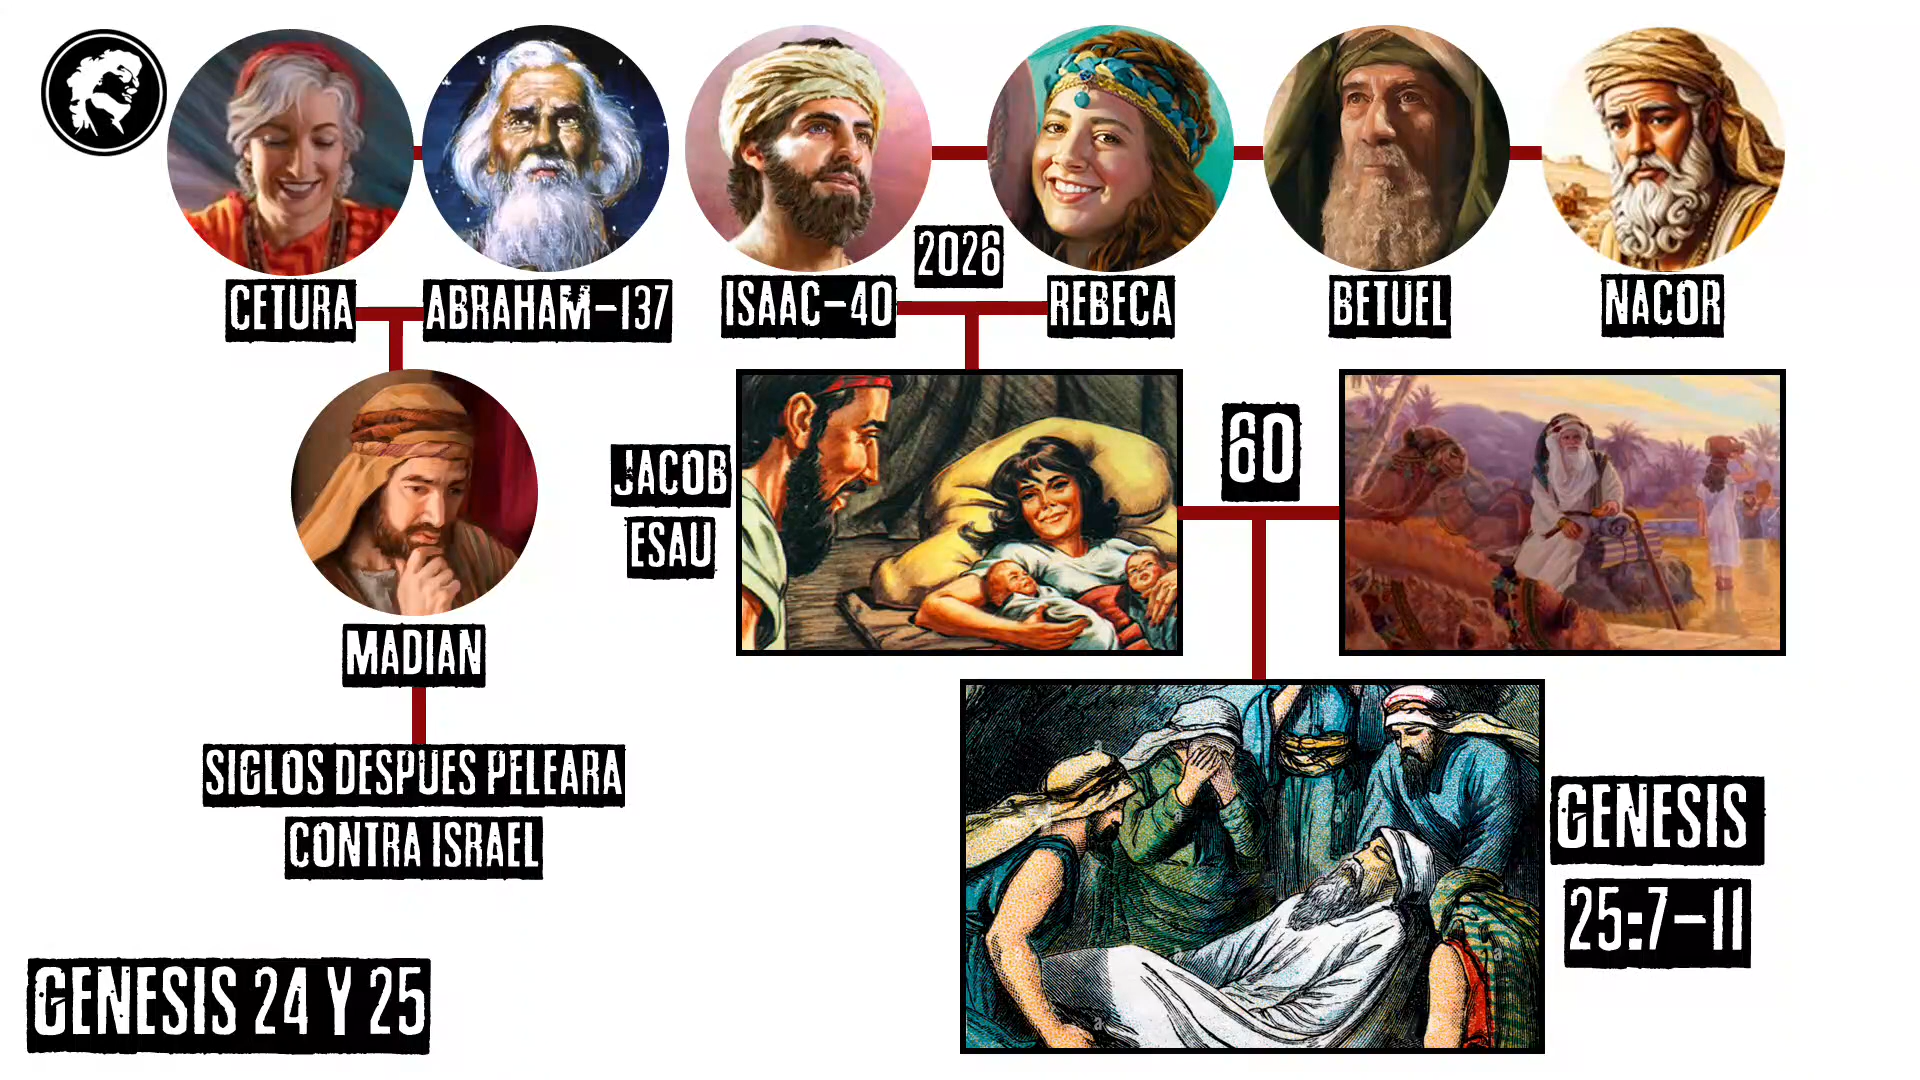 2026
CETURA
ABRAHAM-137
ISAAC-40
REBECA
BETUEL
NACOR
JACOB
ESAU
60
MADIAN
SIGLOS DESPUES PELEARA
CONTRA ISRAEL
GENESIS
25:7-11
GENESIS 24 Y 25